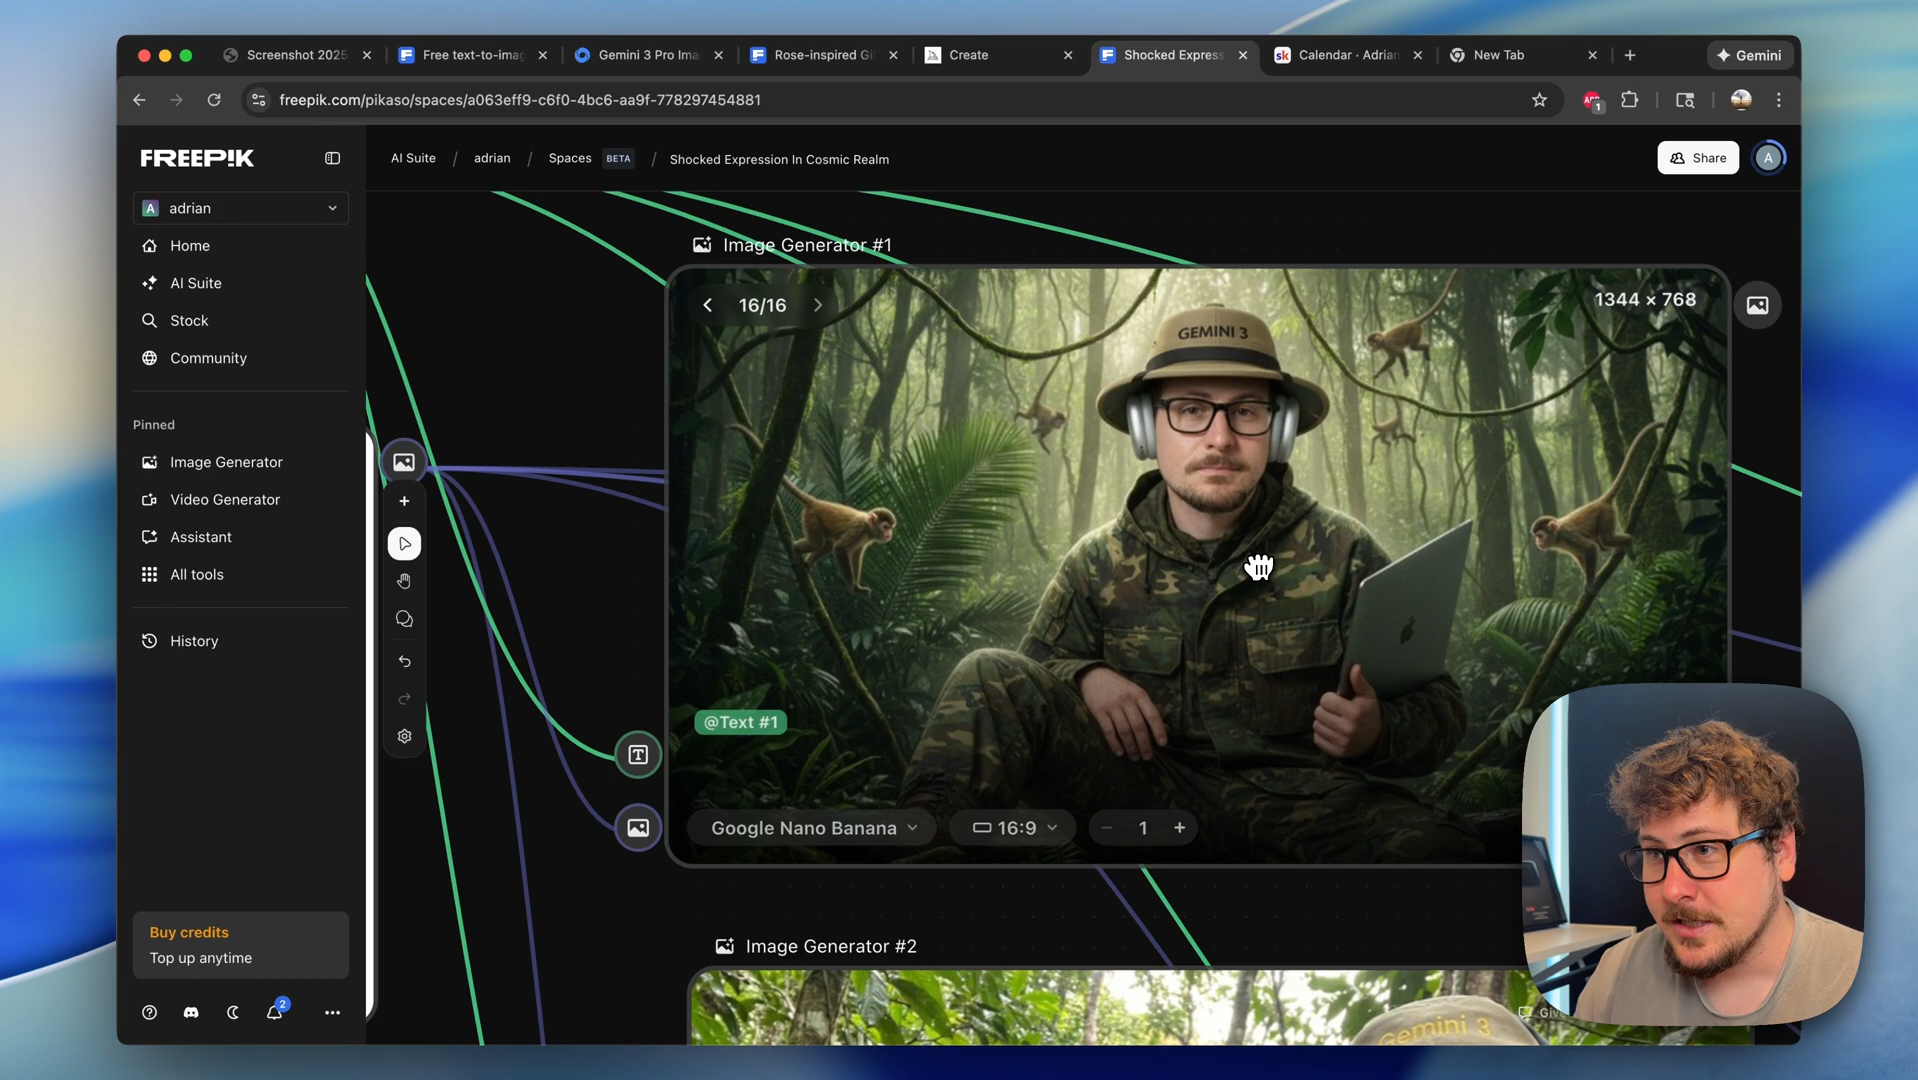 Screenshot 2025
Free text-to-imag
Gemini 3 Pro Ima
Rose-inspired Gi
Create
Shocked Express
sk
Calendar · Adrian
New Tab
Gemini
freepik.com/pikaso/spaces/a063eff9-c6f0-4bc6-aa9f-778297454881
1
FREEPIK
AI Suite / adrian / Spaces BETA / Shocked Expression In Cosmic Realm
Share
A
A adrian
Home
AI Suite
Stock
Community
Pinned
Image Generator
Video Generator
Assistant
All tools
History
Buy credits
Top up anytime
2
Image Generator #1
16/16
1344 × 768
GEMINI 3
@Text #1
T
Google Nano Banana
16:9
1
Image Generator #2
Gemini 3